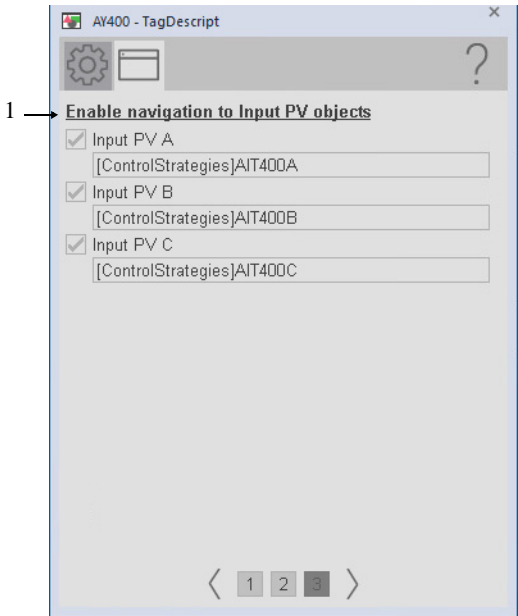 AY400 - TagDescript
×
?
1
Enable navigation to Input PV objects
Input PV A
[ControlStrategies]AIT400A
Input PV B
[ControlStrategies]AIT400B
Input PV C
[ControlStrategies]AIT400C
1 2 3